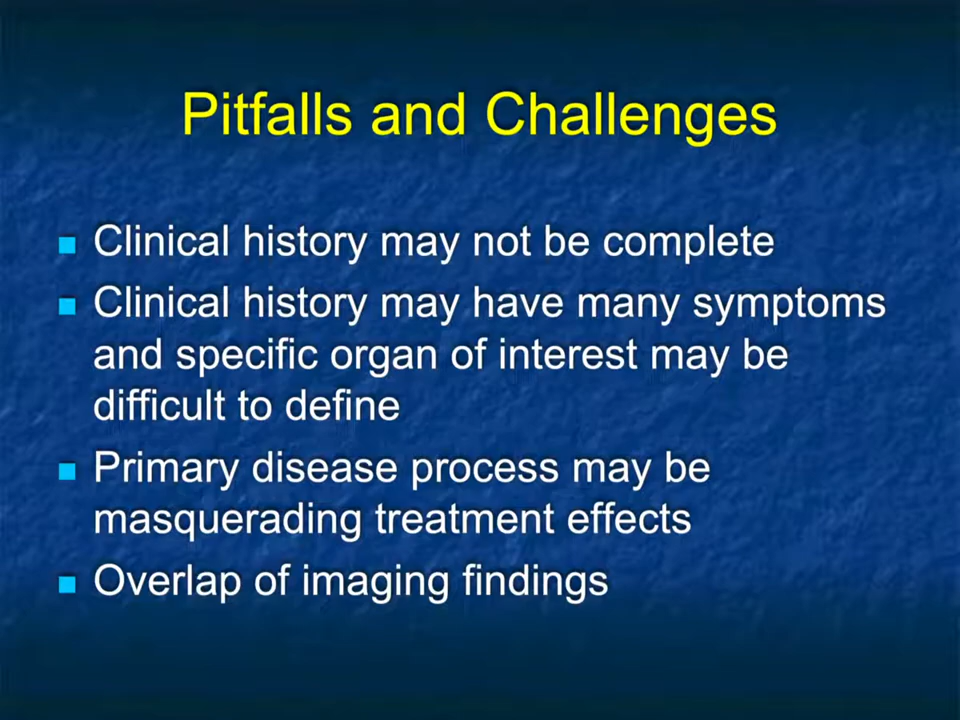 Pitfalls and Challenges
Clinical history may not be complete
Clinical history may have many symptoms
and specific organ of interest may be
difficult to define
Primary disease process may be
masquerading treatment effects
Overlap of imaging findings